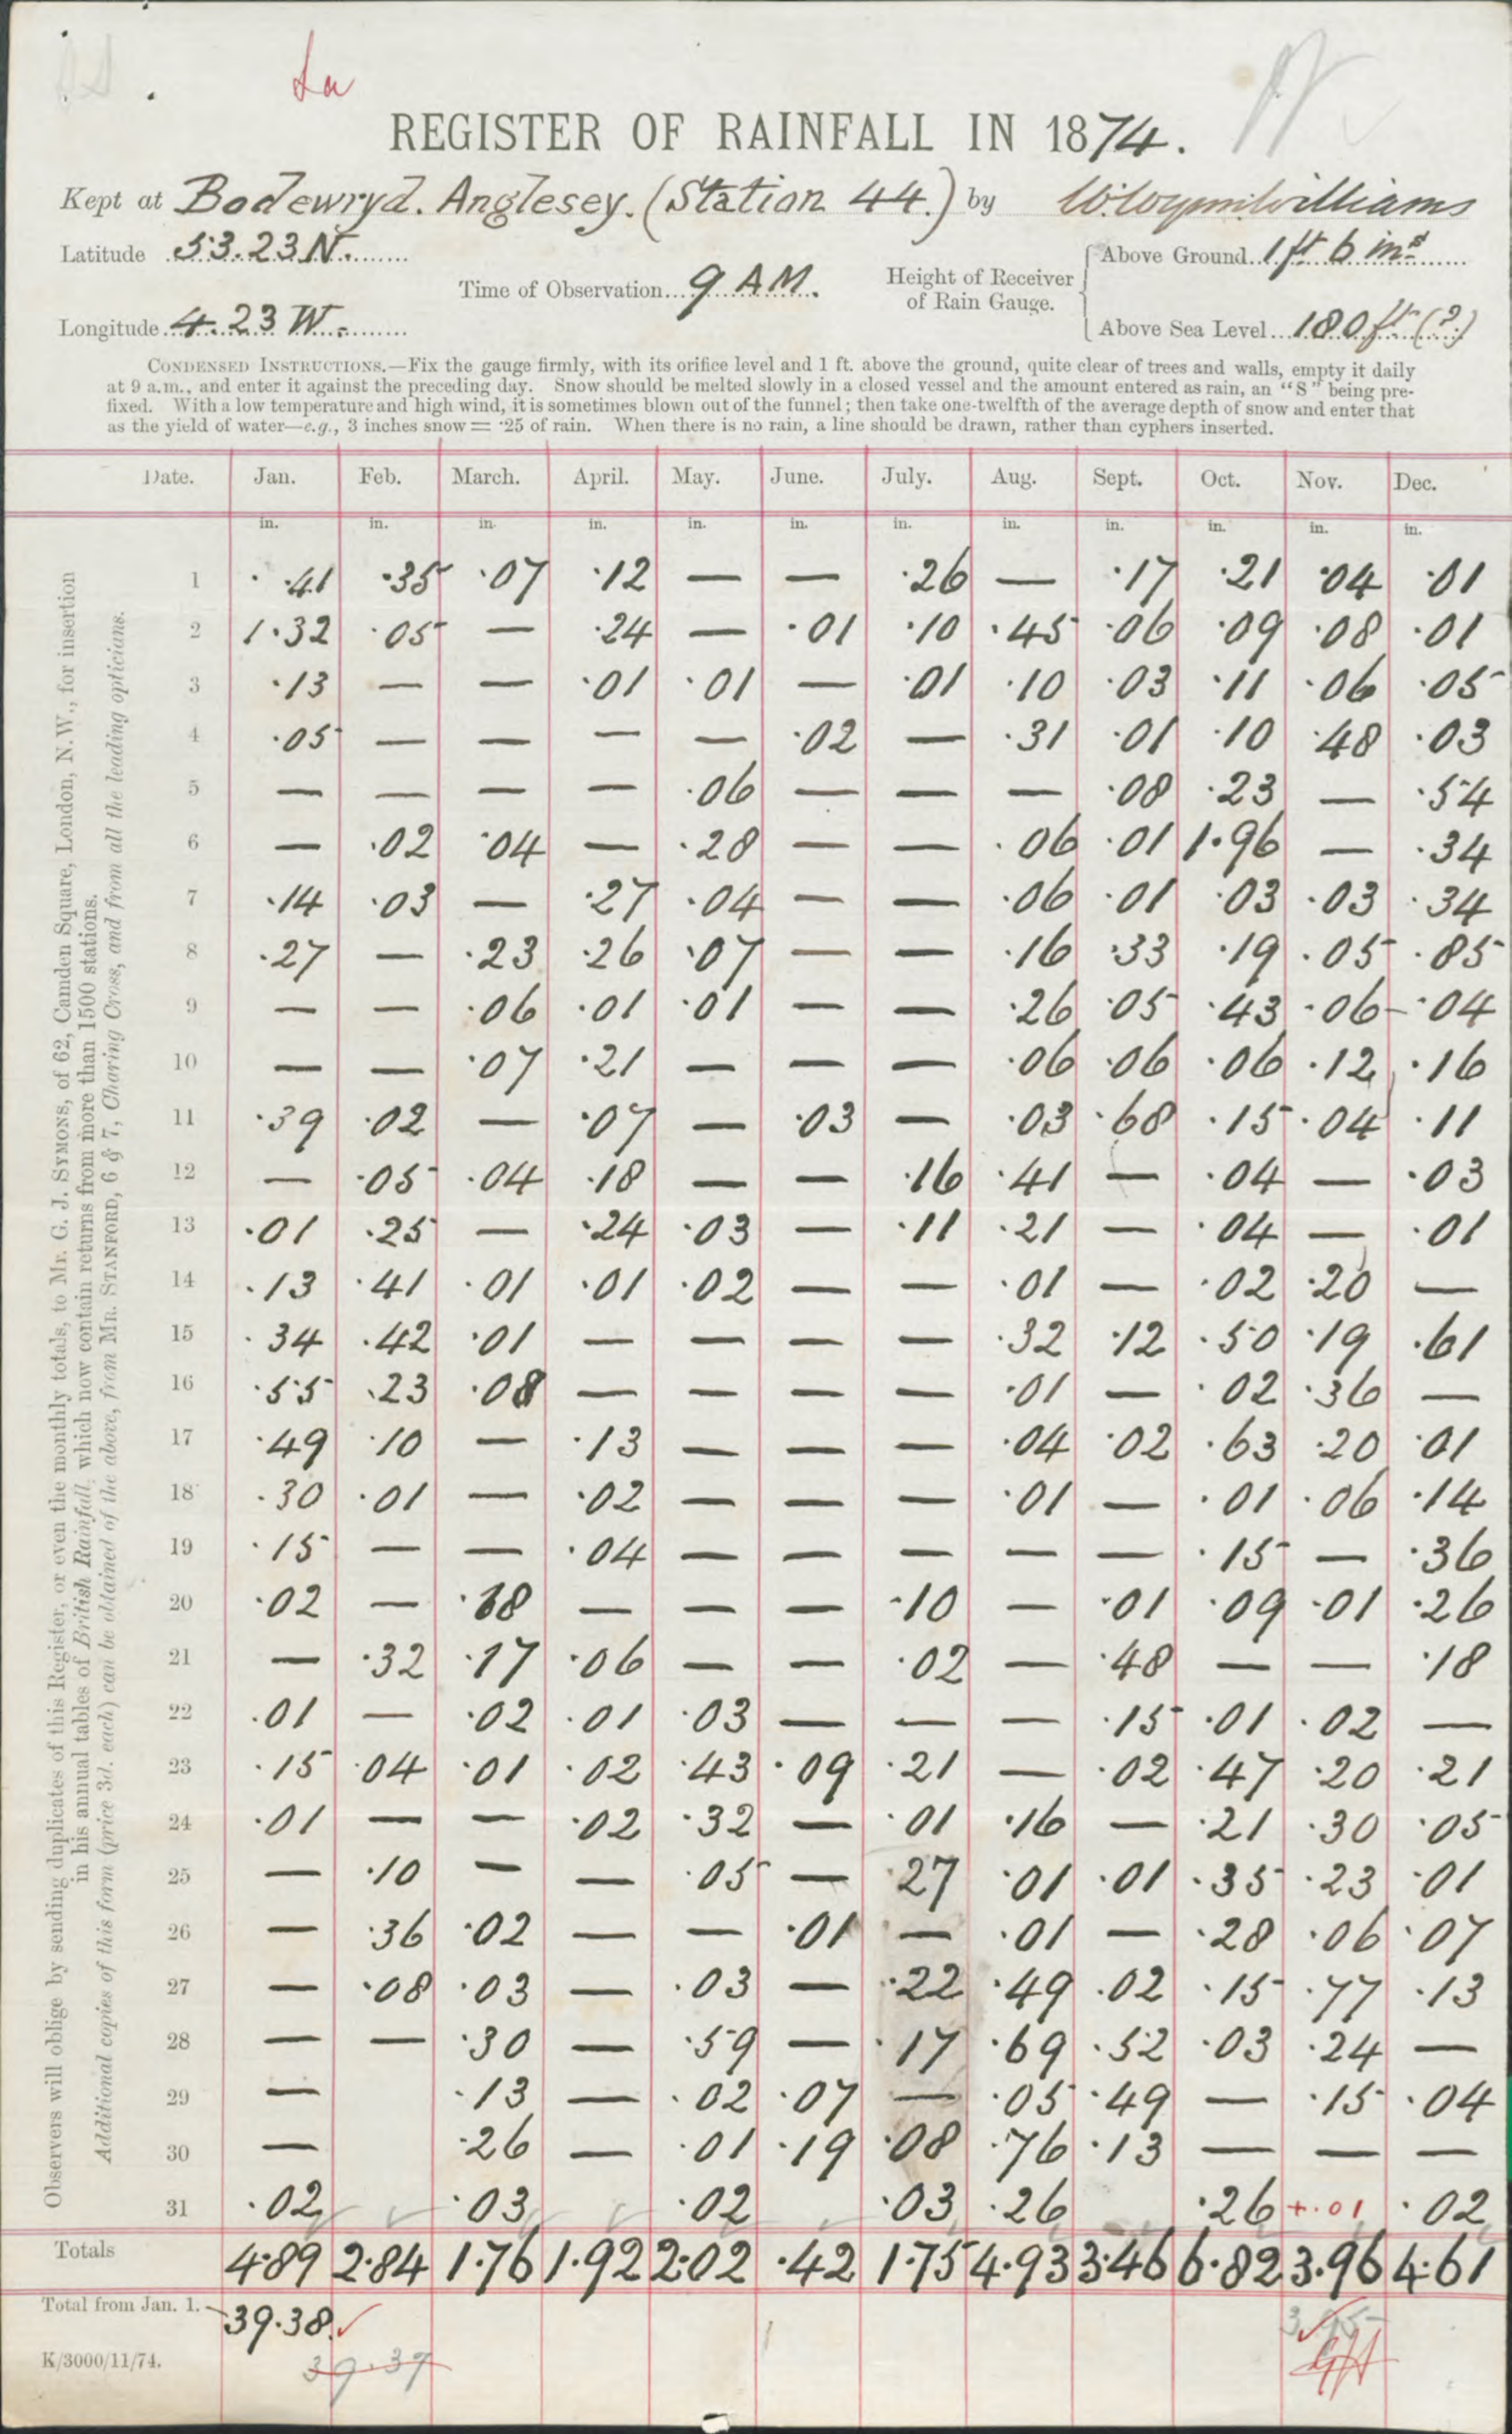 La
REGISTER OF RAINFALL IN 1874.
Kept at Bodewryd. Anglesey. (Station 44.) by W. Wynn Williams
Latitude 53.23 N.
Longitude 4.23 W.
Time of Observation 9 AM.
Height of Receiver of Rain Gauge.
Above Ground 1 ft 6 ins
Above Sea Level 180 ft (?)
CONDENSED INSTRUCTIONS.—Fix the gauge firmly, with its orifice level and 1 ft. above the ground, quite clear of trees and walls, empty it daily
at 9 a.m., and enter it against the preceding day. Snow should be melted slowly in a closed vessel and the amount entered as rain, an "S" being pre-
fixed. With a low temperature and high wind, it is sometimes blown out of the funnel; then take one-twelfth of the average depth of snow and enter that
as the yield of water—e.g., 3 inches snow = ·25 of rain. When there is no rain, a line should be drawn, rather than cyphers inserted.
Date. Jan. Feb. March. April. May. June. July. Aug. Sept. Oct. Nov. Dec.
in. in. in. in. in. in. in. in. in. in. in. in.
1 ·41 ·35 ·07 ·12 — — ·26 — ·17 ·21 ·04 ·01
2 1·32 ·05 — ·24 — ·01 ·10 ·45 ·06 ·09 ·08 ·01
3 ·13 — — ·01 ·01 — ·01 ·10 ·03 ·11 ·06 ·05
4 ·05 — — — — ·02 — ·31 ·01 ·10 ·48 ·03
5 — — — — ·06 — — — ·08 ·23 — ·54
6 — ·02 ·04 — ·28 — — ·06 ·01 1·96 — ·34
7 ·14 ·03 — ·27 ·04 — — ·06 ·01 ·03 ·03 ·34
8 ·27 — ·23 ·26 ·07 — — ·16 ·33 ·19 ·05 ·85
9 — — ·06 ·01 ·01 — — ·26 ·05 ·43 ·06 ·04
10 — — ·07 ·21 — — — ·06 ·06 ·06 ·12 ·16
11 ·39 ·02 — ·07 — ·03 — ·03 ·68 ·15 ·04 ·11
12 — ·05 ·04 ·18 — — ·16 ·41 — ·04 — ·03
13 ·01 ·25 — ·24 ·03 — ·11 ·21 — ·04 — ·01
14 ·13 ·41 ·01 ·01 ·02 — — ·01 — ·02 ·20 —
15 ·34 ·42 ·01 — — — — ·32 ·12 ·50 ·19 ·61
16 ·55 ·23 ·08 — — — — ·01 — ·02 ·36 —
17 ·49 ·10 — ·13 — — — ·04 ·02 ·63 ·20 ·01
18 ·30 ·01 — ·02 — — — ·01 — ·01 ·06 ·14
19 ·15 — — ·04 — — — — — ·15 — ·36
20 ·02 — ·18 — — — ·10 — ·01 ·09 ·01 ·26
21 — ·32 ·17 ·06 — — ·02 — ·48 — — ·18
22 ·01 — ·02 ·01 ·03 — — — ·15 ·01 ·02 —
23 ·15 ·04 ·01 ·02 ·43 ·09 ·21 — ·02 ·47 ·20 ·21
24 ·01 — — ·02 ·32 — ·01 ·16 — ·21 ·30 ·05
25 — ·10 — — ·05 — ·27 ·01 ·01 ·35 ·23 ·01
26 — ·36 ·02 — — ·01 — ·01 — ·28 ·06 ·07
27 — ·08 ·03 — ·03 — ·22 ·49 ·02 ·15 ·77 ·13
28 — — ·30 — ·59 — ·17 ·69 ·52 ·03 ·24 —
29 — ·13 — ·02 ·07 — ·05 ·49 — ·15 ·04
30 — ·26 — ·01 ·19 ·08 ·76 ·13 — — —
31 ·02 ·03 ·02 ·03 ·26 ·26 +·01 ·02
Totals 4·89 2·84 1·76 1·92 2·02 ·42 1·75 4·93 3·46 6·82 3·96 4·61
Total from Jan. 1. 39·38
3.95
39·37
K/3000/11/74.
Observers will oblige by sending duplicates of this Register, or even the monthly totals, to Mr. G. J. SYMONS, of 62, Camden Square, London, N.W., for insertion
in his annual tables of British Rainfall, which now contain returns from more than 1500 stations.
Additional copies of this form (price 3d. each) can be obtained of the above, from MR. STANFORD, 6 & 7, Charing Cross, and from all the leading opticians.